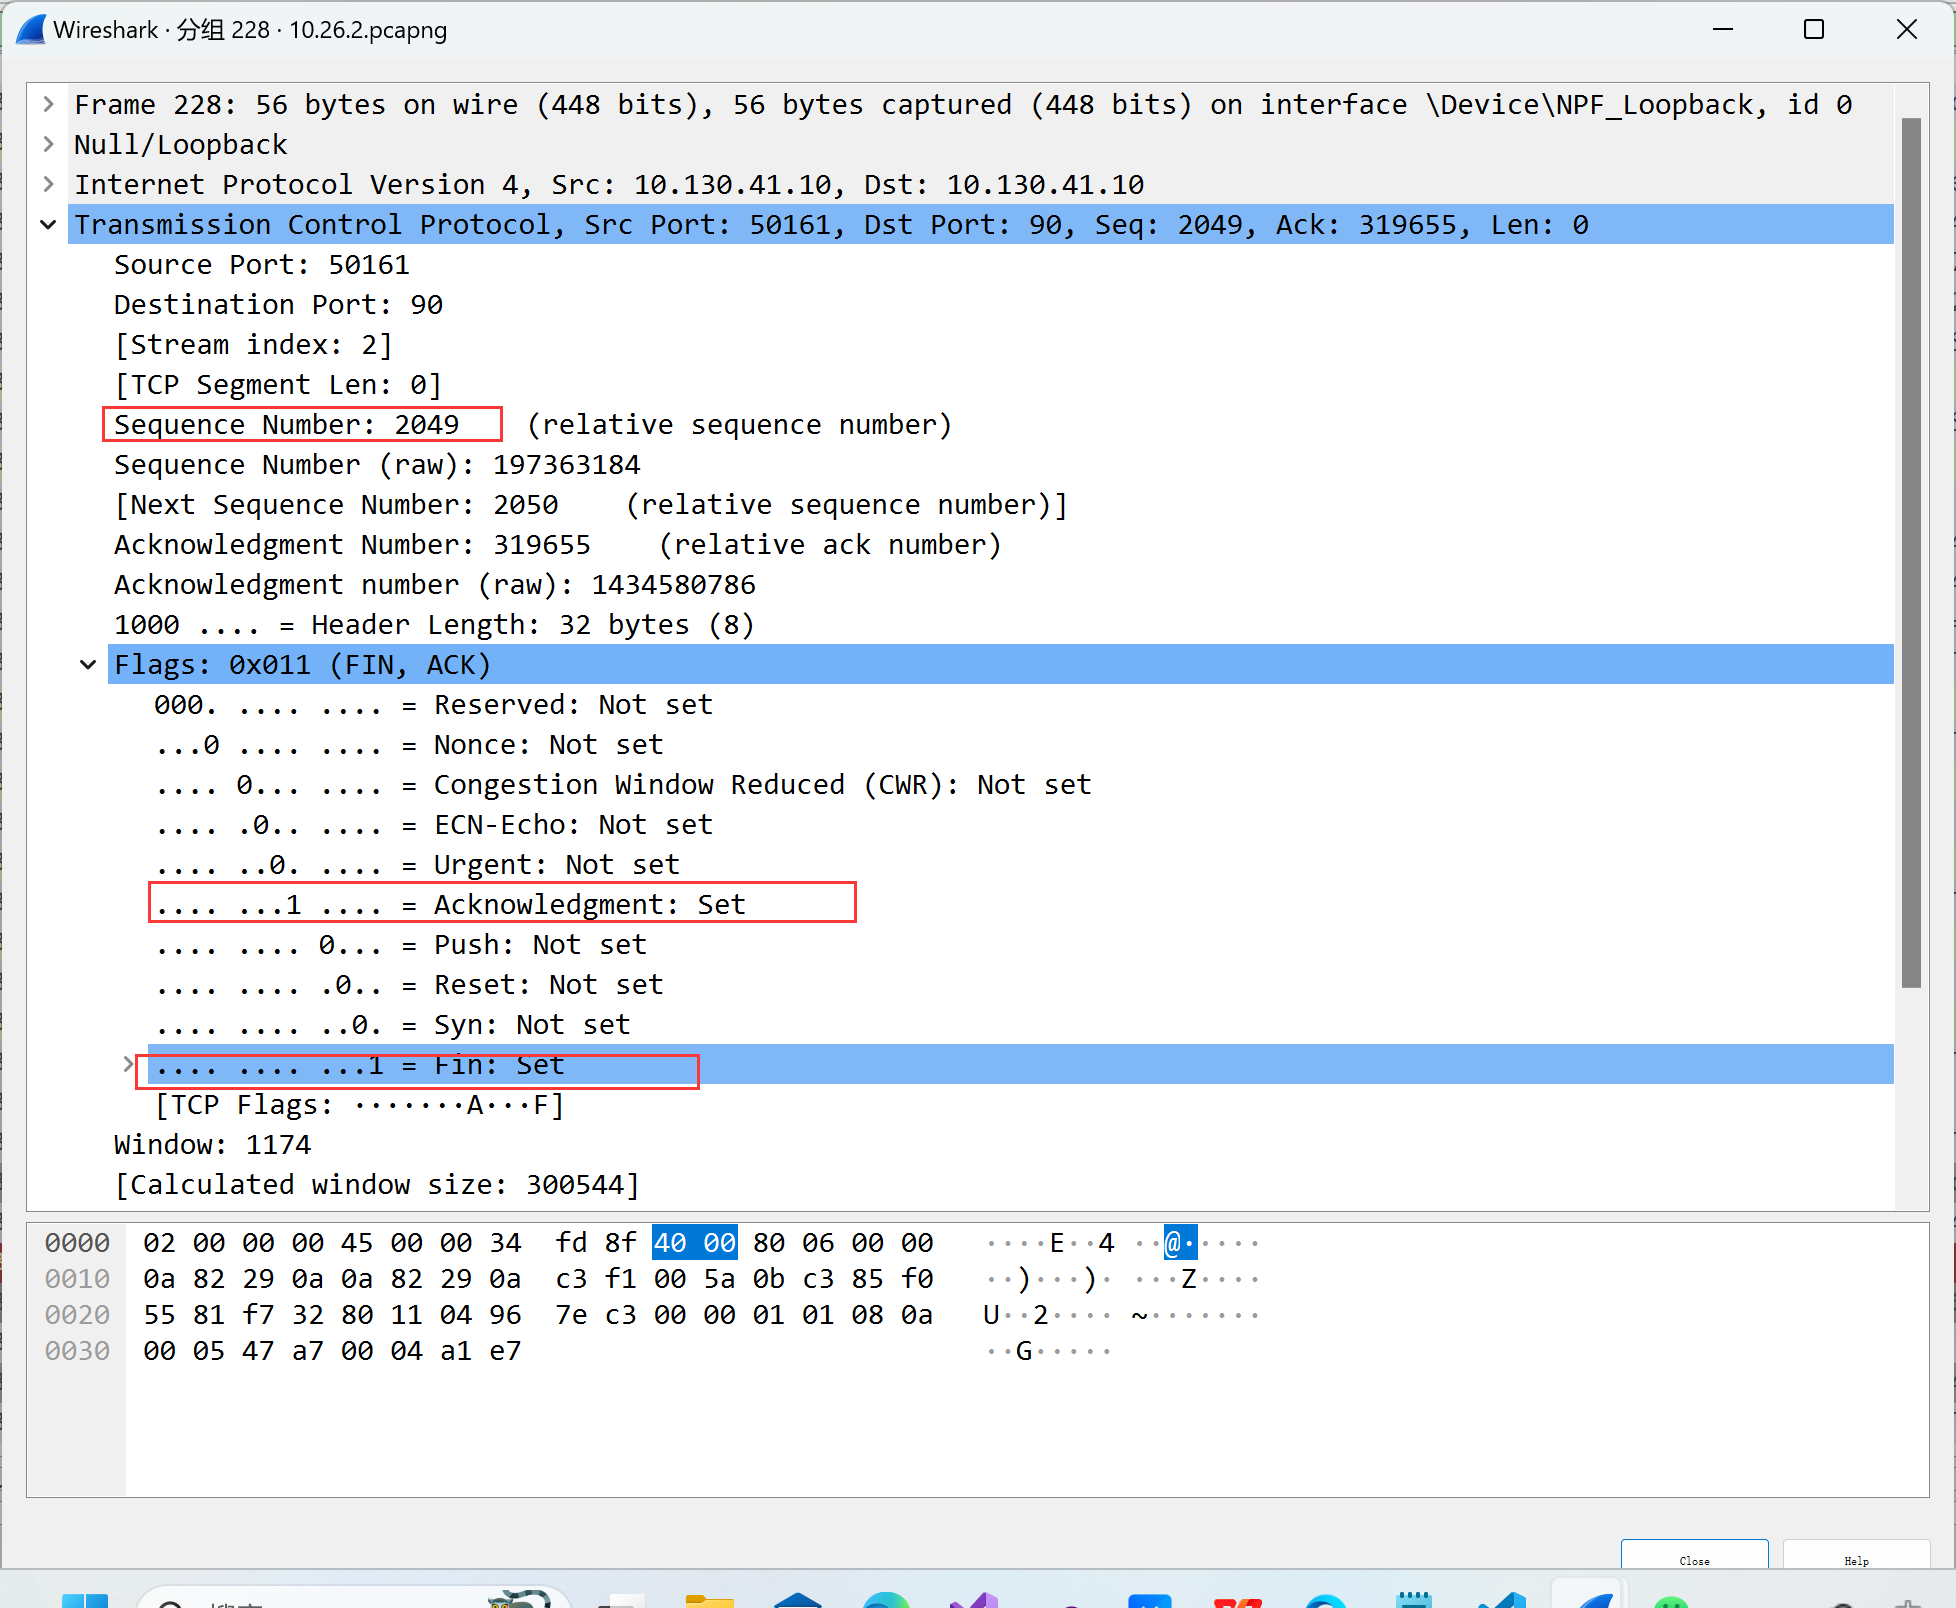 Wireshark · 分组 228 · 10.26.2.pcapng
Frame 228: 56 bytes on wire (448 bits), 56 bytes captured (448 bits) on interface \Device\NPF_Loopback, id 0
Null/Loopback
Internet Protocol Version 4, Src: 10.130.41.10, Dst: 10.130.41.10
Transmission Control Protocol, Src Port: 50161, Dst Port: 90, Seq: 2049, Ack: 319655, Len: 0
Source Port: 50161
Destination Port: 90
[Stream index: 2]
[TCP Segment Len: 0]
Sequence Number: 2049    (relative sequence number)
Sequence Number (raw): 197363184
[Next Sequence Number: 2050    (relative sequence number)]
Acknowledgment Number: 319655    (relative ack number)
Acknowledgment number (raw): 1434580786
1000 .... = Header Length: 32 bytes (8)
Flags: 0x011 (FIN, ACK)
000. .... .... = Reserved: Not set
...0 .... .... = Nonce: Not set
.... 0... .... = Congestion Window Reduced (CWR): Not set
.... .0.. .... = ECN-Echo: Not set
.... ..0. .... = Urgent: Not set
.... ...1 .... = Acknowledgment: Set
.... .... 0... = Push: Not set
.... .... .0.. = Reset: Not set
.... .... ..0. = Syn: Not set
.... .... ...1 = Fin: Set
[TCP Flags: ·······A···F]
Window: 1174
[Calculated window size: 300544]
0000 02 00 00 00 45 00 00 34 fd 8f 40 00 80 06 00 00 ····E··4 ··@·····
0010 0a 82 29 0a 0a 82 29 0a c3 f1 00 5a 0b c3 85 f0 ··)···)· ···Z····
0020 55 81 f7 32 80 11 04 96 7e c3 00 00 01 01 08 0a U··2···· ~·······
0030 00 05 47 a7 00 04 a1 e7 ··G·····
Close Help